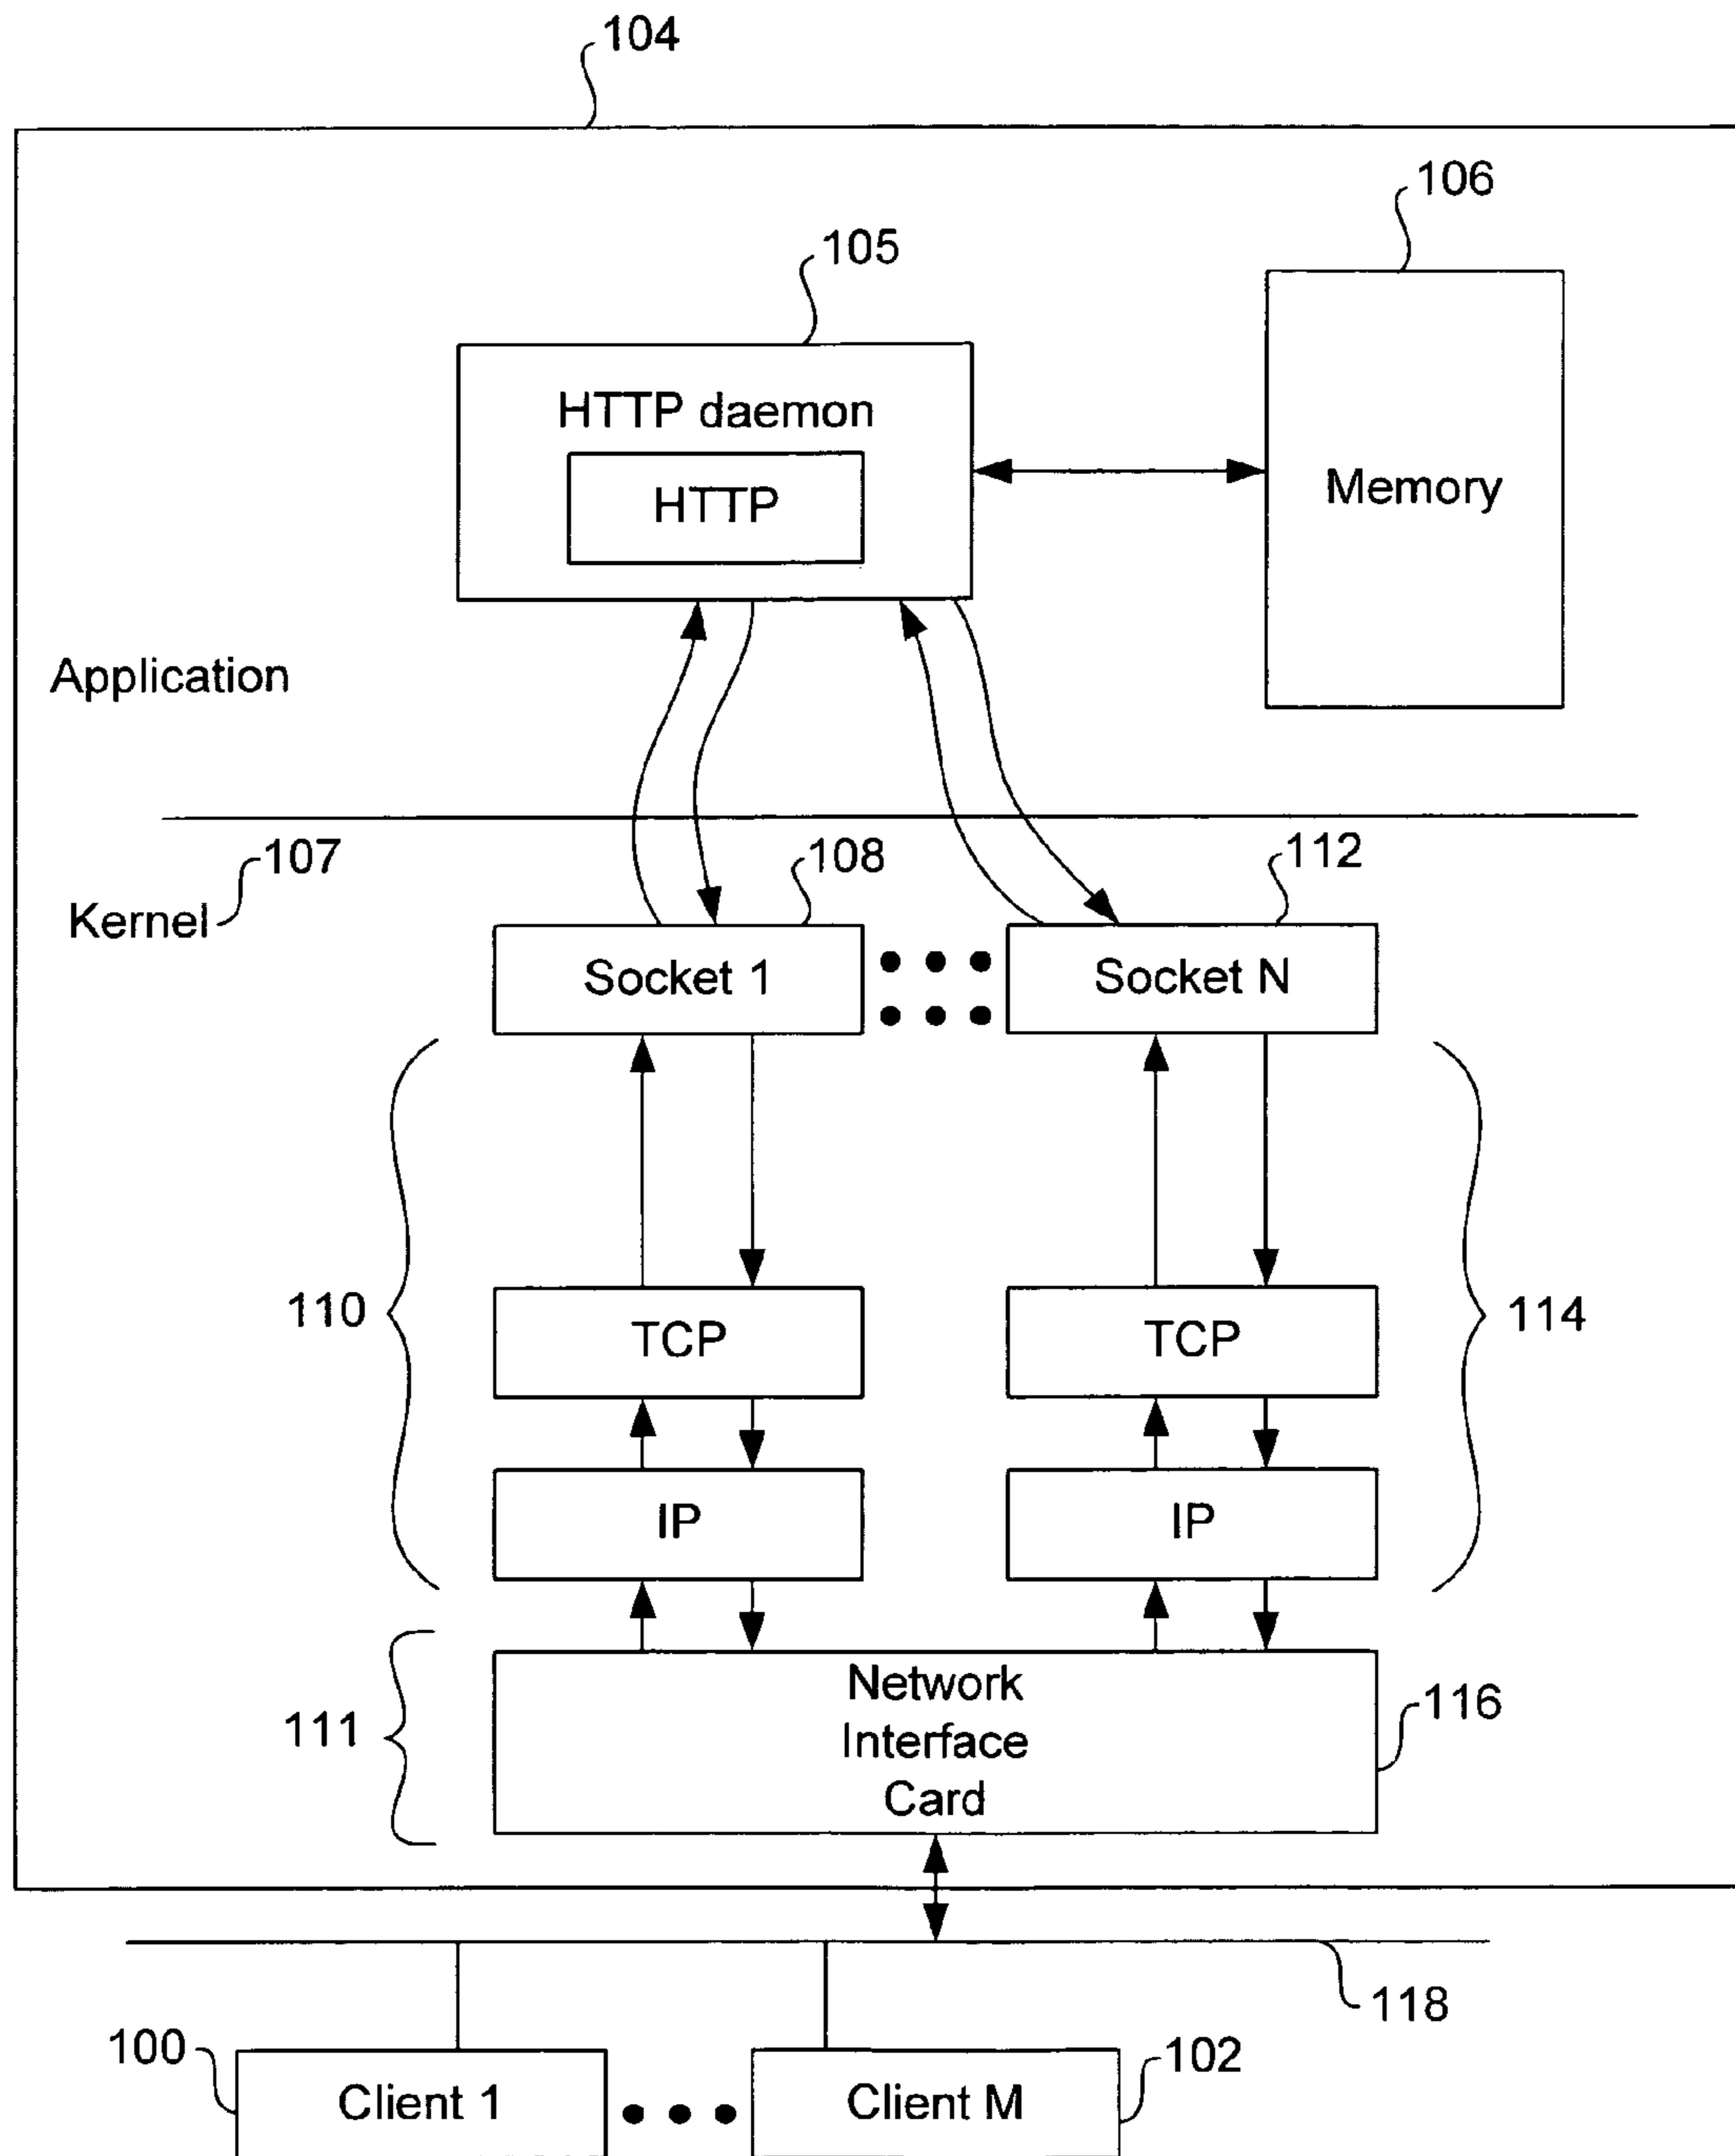 104
106
105
HTTP daemon
HTTP
Memory
Application
107
108
112
Kernel
Socket 1
Socket N
110
114
TCP
TCP
IP
IP
111
Network
Interface
Card
116
118
100
102
Client 1
Client M